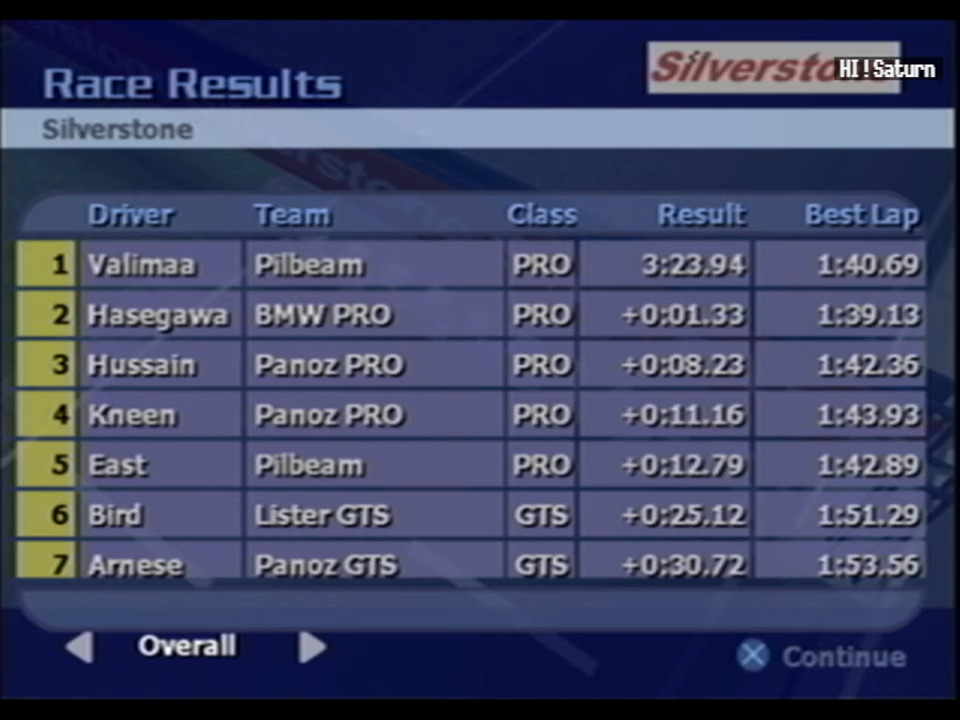 Race Results
Silverstone
HI!Saturn
Silverstone
Driver Team Class Result Best Lap
1 Valimaa Pilbeam PRO 3:23.94 1:40.69
2 Hasegawa BMW PRO PRO +0:01.33 1:39.13
3 Hussain Panoz PRO PRO +0:08.23 1:42.36
4 Kneen Panoz PRO PRO +0:11.16 1:43.93
5 East Pilbeam PRO +0:12.79 1:42.89
6 Bird Lister GTS GTS +0:25.12 1:51.29
7 Arnese Panoz GTS GTS +0:30.72 1:53.56
Overall
Continue